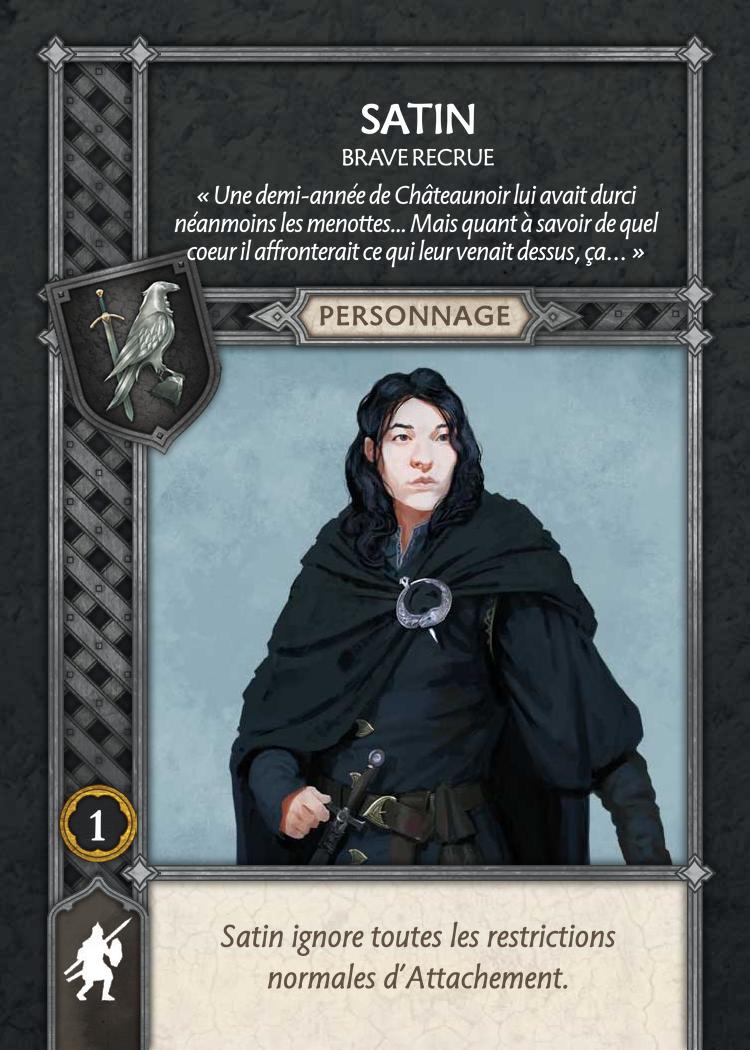 SATIN
BRAVE RECRUE
« Une demi-année de Châteaunoir lui avait durci
néanmoins les menottes... Mais quant à savoir de quel
coeur il affronterait ce qui leur venait dessus, ça... »
PERSONNAGE
1
Satin ignore toutes les restrictions
normales d'Attachement.